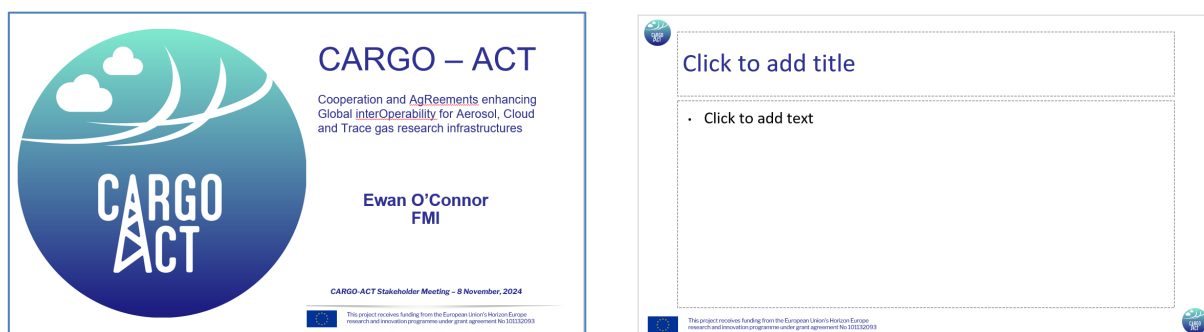 CARGO
ACT
CARGO – ACT
Cooperation and AgReements enhancing
Global interOperability for Aerosol, Cloud
and Trace gas research infrastructures
Ewan O’Connor
FMI
CARGO-ACT Stakeholder Meeting – 8 November, 2024
This project receives funding from the European Union's Horizon Europe
research and innovation programme under grant agreement No 101132093
CARGO
ACT
Click to add title
• Click to add text
This project receives funding from the European Union's Horizon Europe
research and innovation programme under grant agreement No 101132093
CARGO